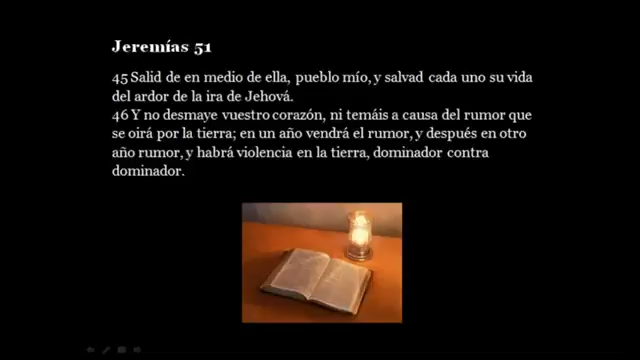 Jeremías 51
45 Salid de en medio de ella, pueblo mío, y salvad cada uno su vida
del ardor de la ira de Jehová.
46 Y no desmaye vuestro corazón, ni temáis a causa del rumor que
se oirá por la tierra; en un año vendrá el rumor, y después en otro
año rumor, y habrá violencia en la tierra, dominador contra
dominador.